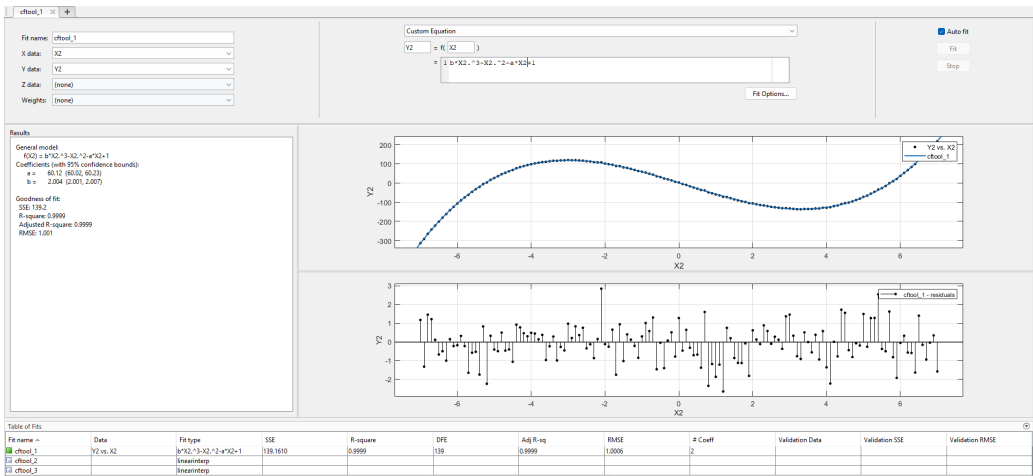 cftool_1
Fit name: cftool_1
X data: X2
Y data: Y2
Z data: (none)
Weights: (none)
Custom Equation
Y2 = f( X2 )
= 1 b*X2.^3-X2.^2-a*X2+1
Fit Options...
Auto fit
Fit
Stop
Results
General model:
f(X2) = b*X2.^3-X2.^2-a*X2+1
Coefficients (with 95% confidence bounds):
a = 60.12 (60.02, 60.23)
b = 2.004 (2.001, 2.007)
Goodness of fit:
SSE: 139.2
R-square: 0.9999
Adjusted R-square: 0.9999
RMSE: 1.001
Y2 vs. X2
cftool_1
200
100
0
-100
-200
-300
Y2
-6 -4 -2 0 2 4 6
X2
cftool_1 - residuals
3
2
1
0
-1
-2
Y2
-6 -4 -2 0 2 4 6
X2
Table of Fits
Fit name Data Fit type SSE R-square DFE Adj R-sq RMSE # Coeff Validation Data Validation SSE Validation RMSE
cftool_1 Y2 vs. X2 b*X2.^3-X2.^2-a*X2+1 139.1610 0.9999 139 0.9999 1.0006 2
cftool_2 linearinterp
cftool_3 linearinterp